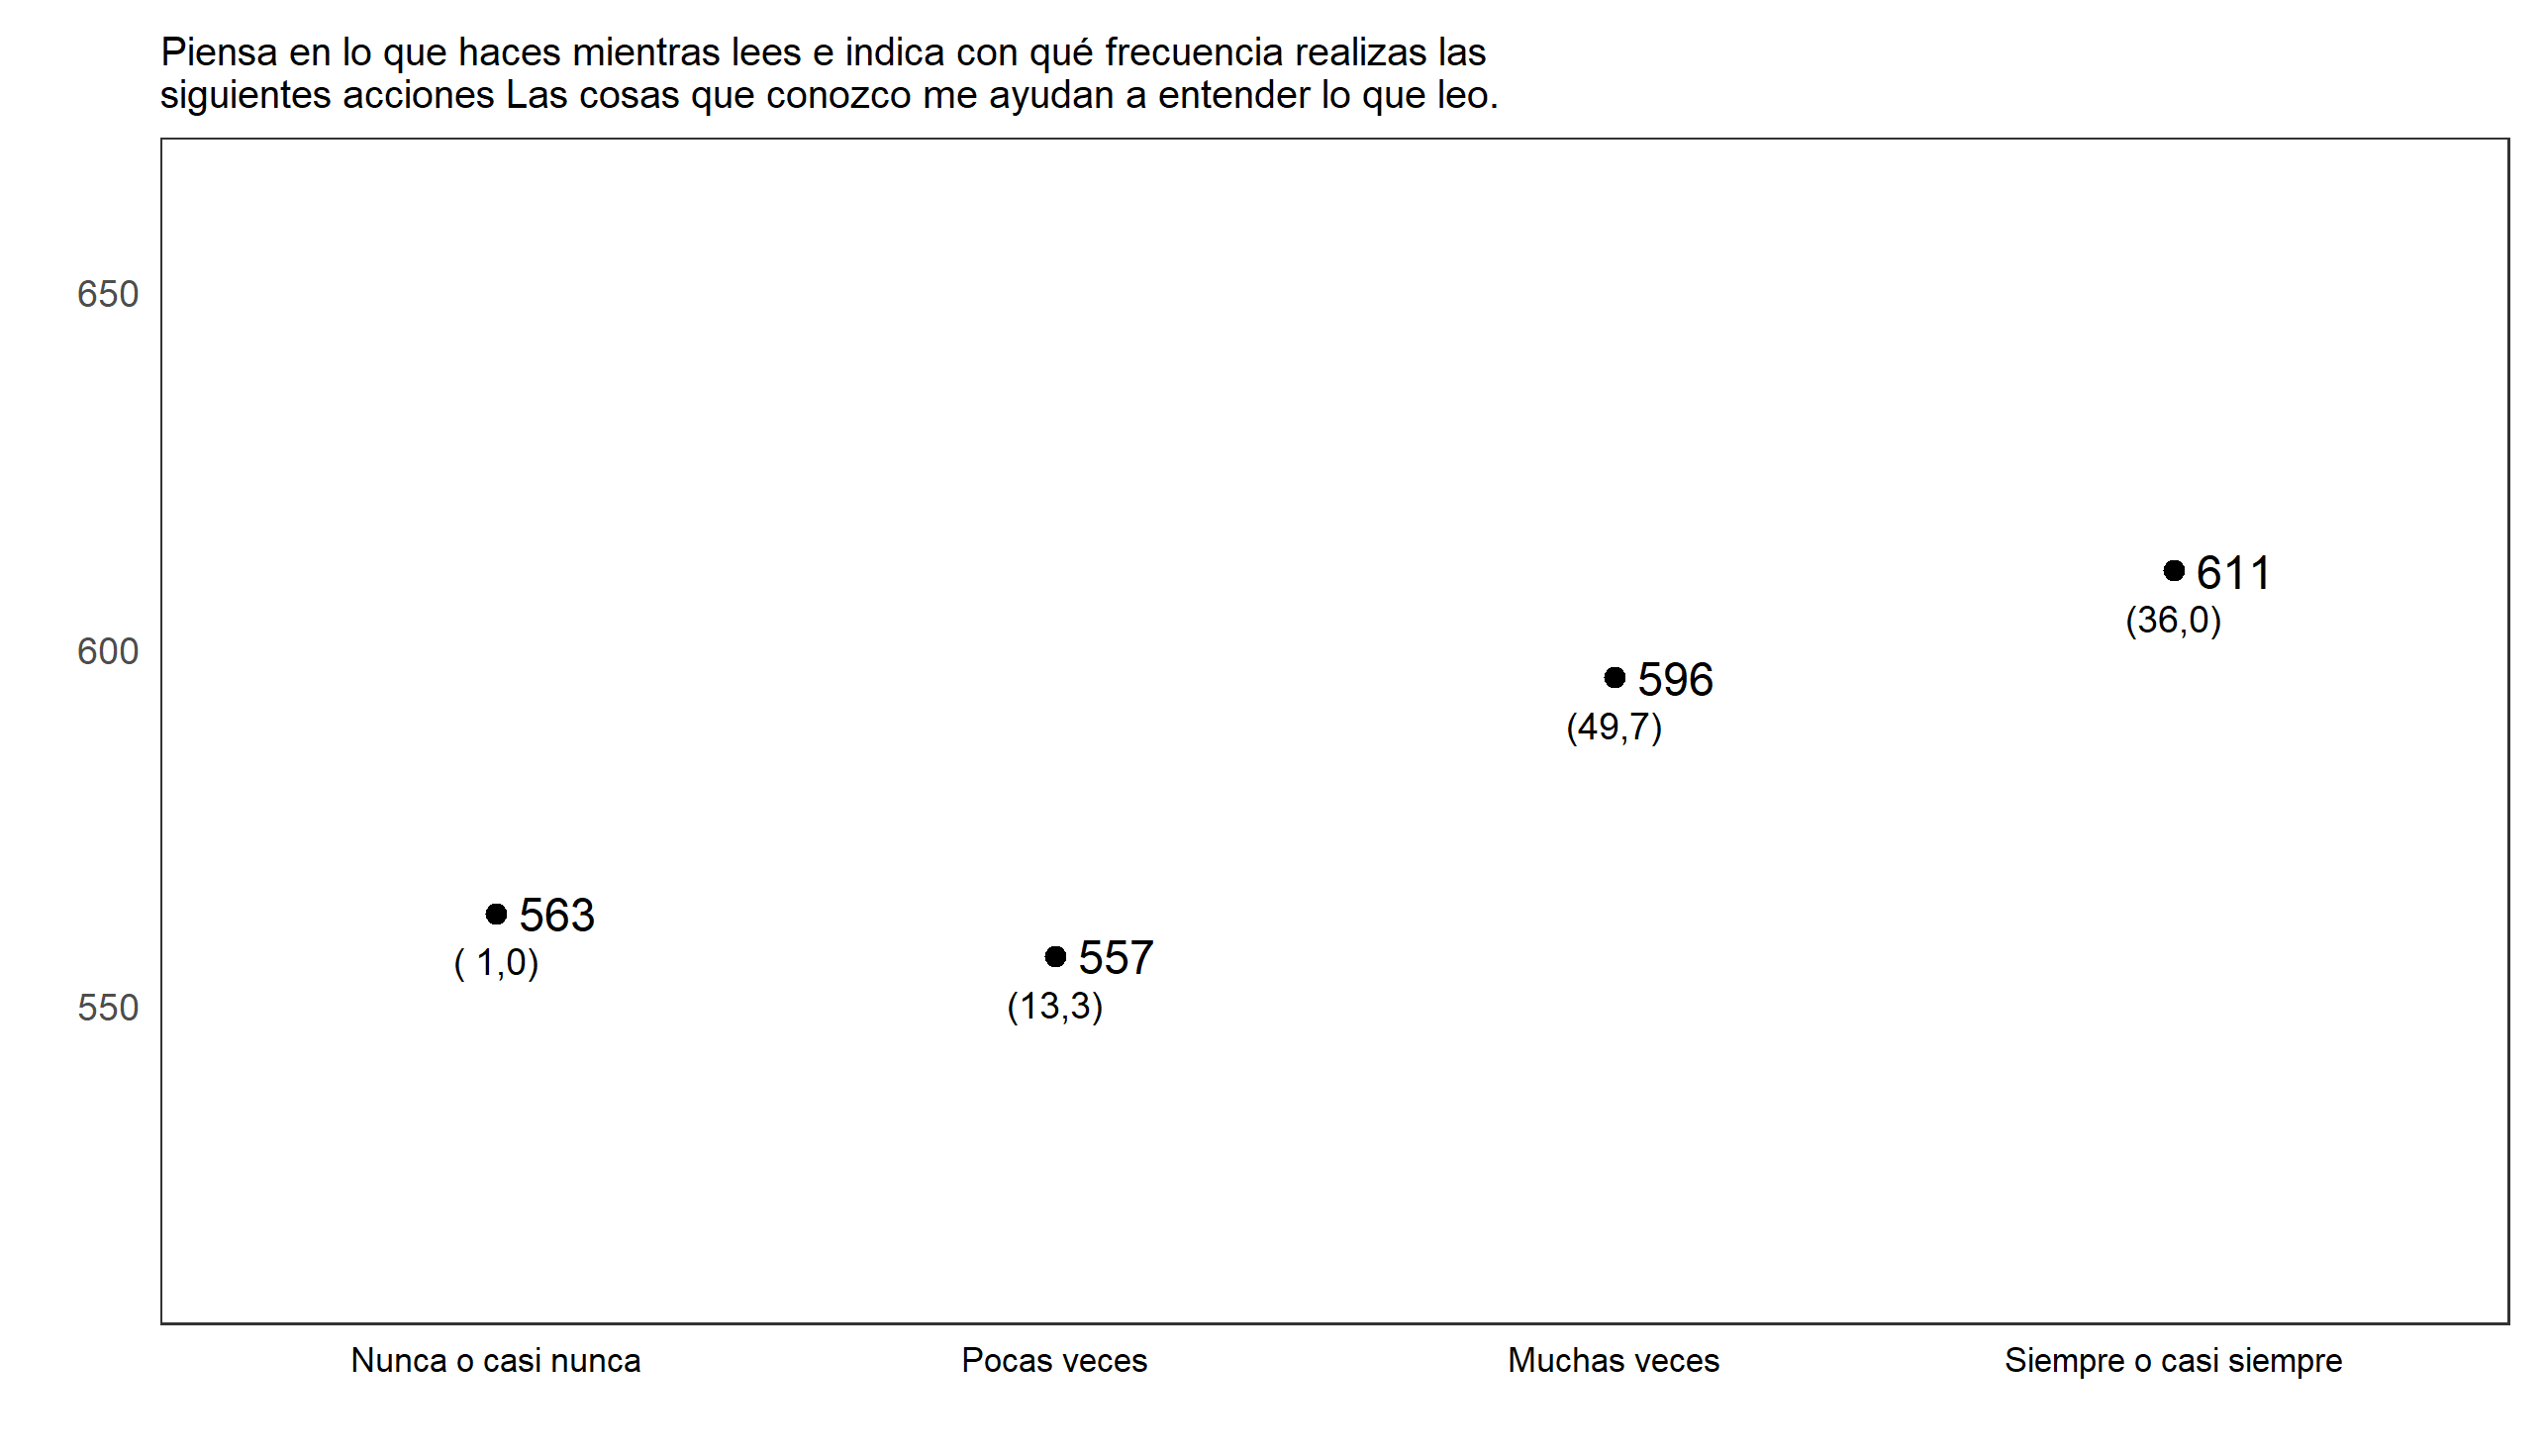 Piensa en lo que haces mientras lees e indica con qué frecuencia realizas las
siguientes acciones Las cosas que conozco me ayudan a entender lo que leo.
650
600
550
563
( 1,0)
557
(13,3)
596
(49,7)
611
(36,0)
Nunca o casi nunca
Pocas veces
Muchas veces
Siempre o casi siempre